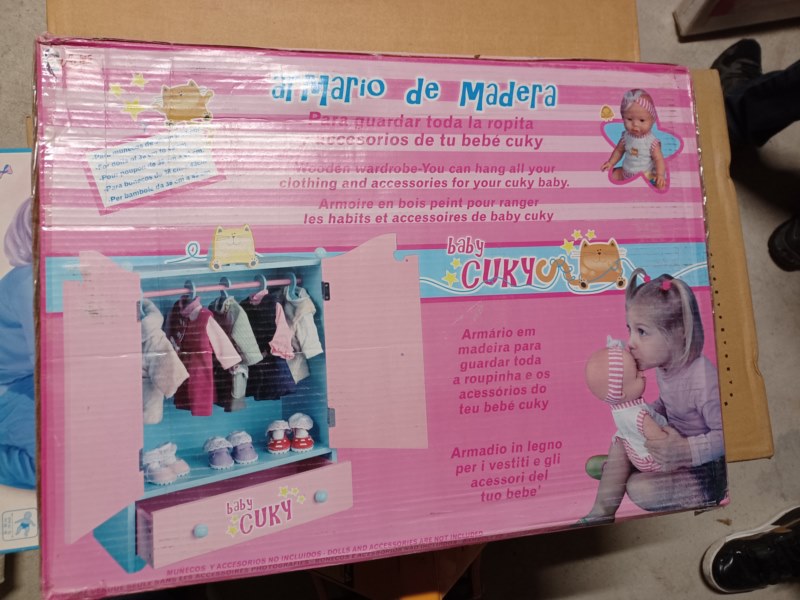 armario de Madera
Para guardar toda la ropita
y accesorios de tu bebé cuky
Wooden wardrobe-You can hang all your
clothing and accessories for your cuky baby.
Armoire en bois peint pour ranger
les habits et accessoires de baby cuky
baby
CUKY
Armário em
madeira para
guardar toda
a roupinha e os
acessórios do
teu bebé cuky
Armadio in legno
per i vestiti e gli
acessori del
tuo bebe'
baby
CUKY
MUÑECOS Y ACCESORIOS NO INCLUIDOS - DOLLS AND ACCESSORIES ARE NOT INCLUDED